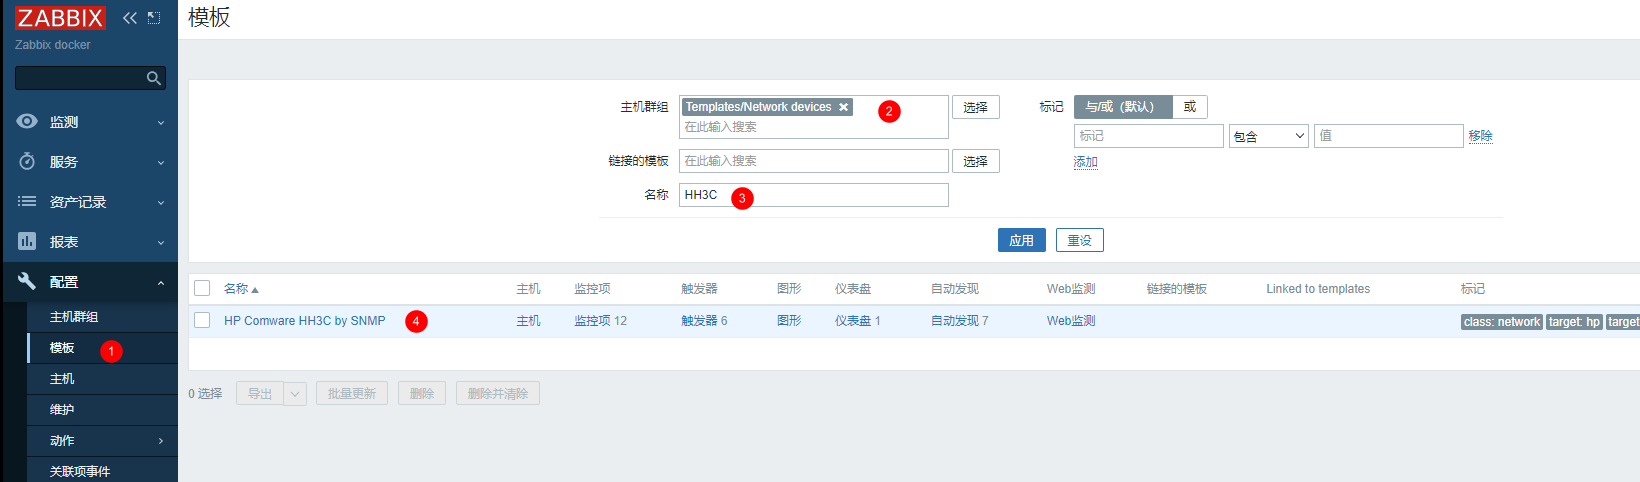 ZABBIX
Zabbix docker
监测
服务
资产记录
报表
配置
主机群组
模板
1
主机
维护
动作
关联项事件
模板
主机群组
Templates/Network devices
在此输入搜索
2
选择
标记
与/或（默认）
或
标记
包含
值
移除
添加
链接的模板
在此输入搜索
选择
名称
HH3C
3
应用
重设
名称 主机 监控项 触发器 图形 仪表盘 自动发现 Web监测 链接的模板 Linked to templates 标记
HP Comware HH3C by SNMP 4 主机 监控项 12 触发器 6 图形 仪表盘 1 自动发现 7 Web监测 class: network target: hp target
0 选择 导出 批量更新 删除 删除并清除